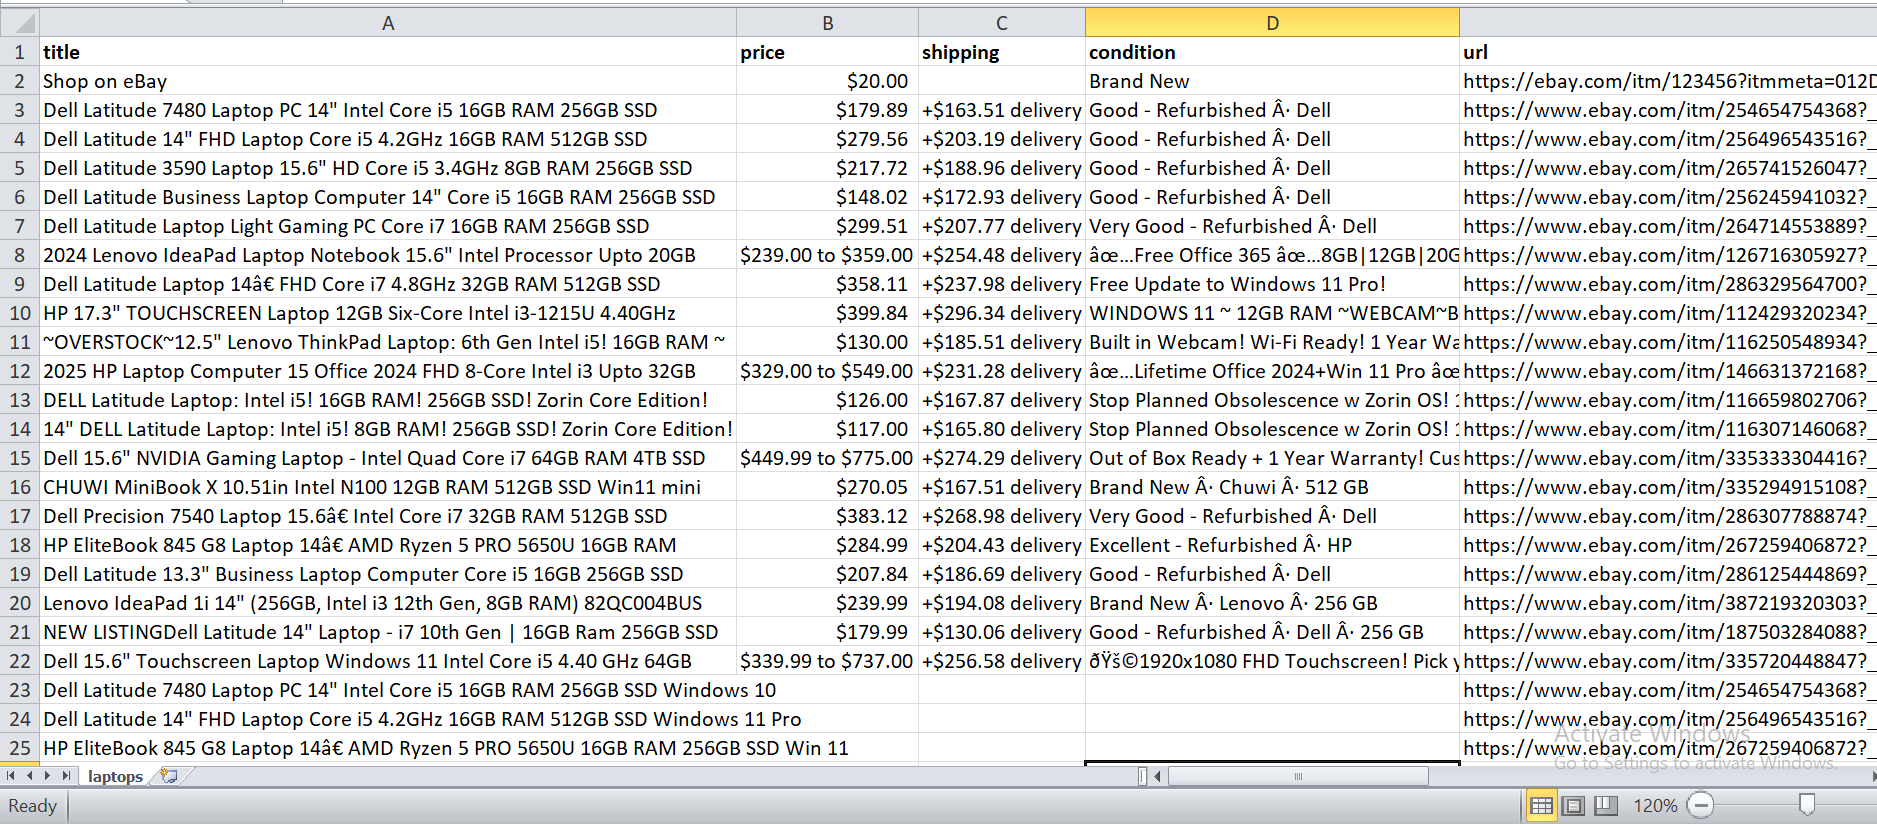 A B C D
1 title price shipping condition url
2 Shop on eBay $20.00 Brand New https://ebay.com/itm/123456?itmmeta=012D
3 Dell Latitude 7480 Laptop PC 14" Intel Core i5 16GB RAM 256GB SSD $179.89 +$163.51 delivery Good - Refurbished Â· Dell https://www.ebay.com/itm/254654754368?_
4 Dell Latitude 14" FHD Laptop Core i5 4.2GHz 16GB RAM 512GB SSD $279.56 +$203.19 delivery Good - Refurbished Â· Dell https://www.ebay.com/itm/256496543516?_
5 Dell Latitude 3590 Laptop 15.6" HD Core i5 3.4GHz 8GB RAM 256GB SSD $217.72 +$188.96 delivery Good - Refurbished Â· Dell https://www.ebay.com/itm/265741526047?_
6 Dell Latitude Business Laptop Computer 14" Core i5 16GB RAM 256GB SSD $148.02 +$172.93 delivery Good - Refurbished Â· Dell https://www.ebay.com/itm/256245941032?_
7 Dell Latitude Laptop Light Gaming PC Core i7 16GB RAM 256GB SSD $299.51 +$207.77 delivery Very Good - Refurbished Â· Dell https://www.ebay.com/itm/264714553889?_
8 2024 Lenovo IdeaPad Laptop Notebook 15.6" Intel Processor Upto 20GB $239.00 to $359.00 +$254.48 delivery âœ…Free Office 365 âœ…8GB|12GB|20G https://www.ebay.com/itm/126716305927?_
9 Dell Latitude Laptop 14â€ FHD Core i7 4.8GHz 32GB RAM 512GB SSD $358.11 +$237.98 delivery Free Update to Windows 11 Pro! https://www.ebay.com/itm/286329564700?_
10 HP 17.3" TOUCHSCREEN Laptop 12GB Six-Core Intel i3-1215U 4.40GHz $399.84 +$296.34 delivery WINDOWS 11 ~ 12GB RAM ~WEBCAM~B https://www.ebay.com/itm/112429320234?_
11 ~OVERSTOCK~12.5" Lenovo ThinkPad Laptop: 6th Gen Intel i5! 16GB RAM ~ $130.00 +$185.51 delivery Built in Webcam! Wi-Fi Ready! 1 Year Wa https://www.ebay.com/itm/116250548934?_
12 2025 HP Laptop Computer 15 Office 2024 FHD 8-Core Intel i3 Upto 32GB $329.00 to $549.00 +$231.28 delivery âœ…Lifetime Office 2024+Win 11 Pro âœ https://www.ebay.com/itm/146631372168?_
13 DELL Latitude Laptop: Intel i5! 16GB RAM! 256GB SSD! Zorin Core Edition! $126.00 +$167.87 delivery Stop Planned Obsolescence w Zorin OS! 1 https://www.ebay.com/itm/116659802706?_
14 14" DELL Latitude Laptop: Intel i5! 8GB RAM! 256GB SSD! Zorin Core Edition! $117.00 +$165.80 delivery Stop Planned Obsolescence w Zorin OS! 1 https://www.ebay.com/itm/116307146068?_
15 Dell 15.6" NVIDIA Gaming Laptop - Intel Quad Core i7 64GB RAM 4TB SSD $449.99 to $775.00 +$274.29 delivery Out of Box Ready + 1 Year Warranty! Cus https://www.ebay.com/itm/335333304416?_
16 CHUWI MiniBook X 10.51in Intel N100 12GB RAM 512GB SSD Win11 mini $270.05 +$167.51 delivery Brand New Â· Chuwi Â· 512 GB https://www.ebay.com/itm/335294915108?_
17 Dell Precision 7540 Laptop 15.6â€ Intel Core i7 32GB RAM 512GB SSD $383.12 +$268.98 delivery Very Good - Refurbished Â· Dell https://www.ebay.com/itm/286307788874?_
18 HP EliteBook 845 G8 Laptop 14â€ AMD Ryzen 5 PRO 5650U 16GB RAM $284.99 +$204.43 delivery Excellent - Refurbished Â· HP https://www.ebay.com/itm/267259406872?_
19 Dell Latitude 13.3" Business Laptop Computer Core i5 16GB 256GB SSD $207.84 +$186.69 delivery Good - Refurbished Â· Dell https://www.ebay.com/itm/286125444869?_
20 Lenovo IdeaPad 1i 14" (256GB, Intel i3 12th Gen, 8GB RAM) 82QC004BUS $239.99 +$194.08 delivery Brand New Â· Lenovo Â· 256 GB https://www.ebay.com/itm/387219320303?_
21 NEW LISTINGDell Latitude 14" Laptop - i7 10th Gen | 16GB Ram 256GB SSD $179.99 +$130.06 delivery Good - Refurbished Â· Dell Â· 256 GB https://www.ebay.com/itm/187503284088?_
22 Dell 15.6" Touchscreen Laptop Windows 11 Intel Core i5 4.40 GHz 64GB $339.99 to $737.00 +$256.58 delivery ðŸš©1920x1080 FHD Touchscreen! Pick y https://www.ebay.com/itm/335720448847?_
23 Dell Latitude 7480 Laptop PC 14" Intel Core i5 16GB RAM 256GB SSD Windows 10 https://www.ebay.com/itm/254654754368?_
24 Dell Latitude 14" FHD Laptop Core i5 4.2GHz 16GB RAM 512GB SSD Windows 11 Pro https://www.ebay.com/itm/256496543516?_
25 HP EliteBook 845 G8 Laptop 14â€ AMD Ryzen 5 PRO 5650U 16GB RAM 256GB SSD Win 11 https://www.ebay.com/itm/267259406872?_
Activate Windows
Go to Settings to activate Windows.
laptops
Ready 120%